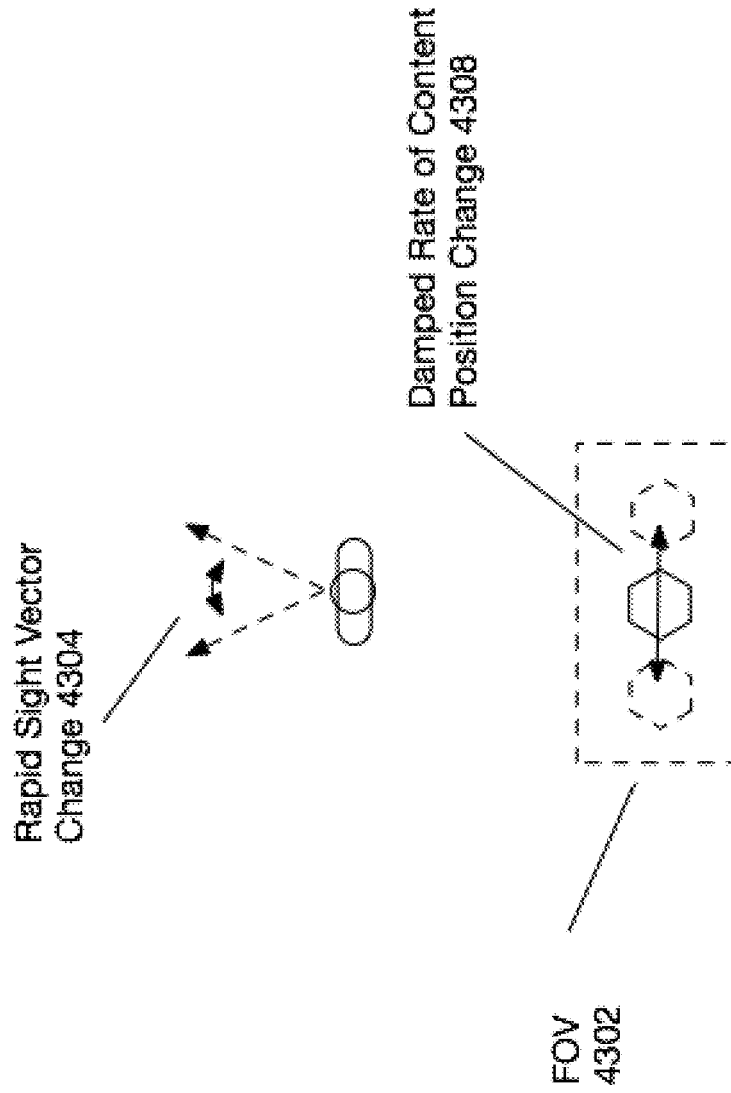 Rapid Sight Vector
Change 4304
Damped Rate of Content
Position Change 4308
FOV
4302